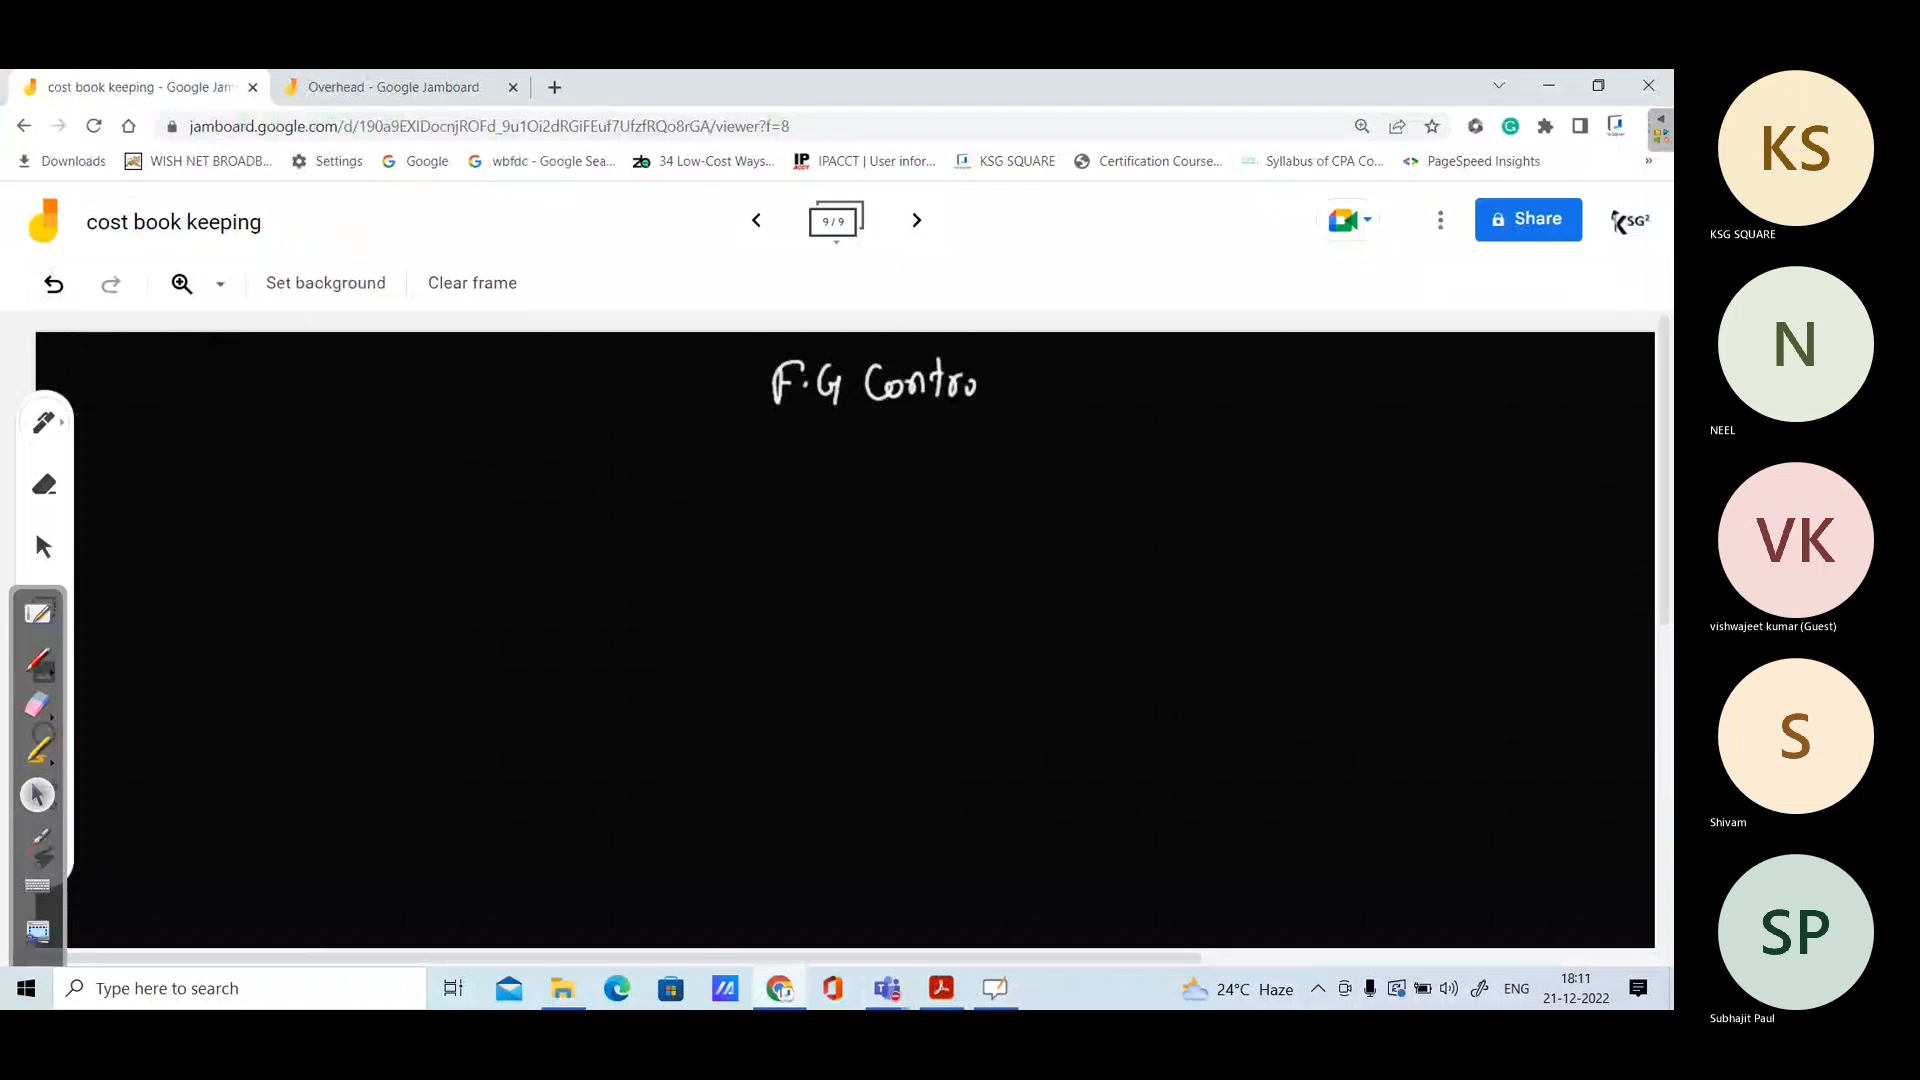 cost book keeping - Google Jam
Overhead - Google Jamboard
jamboard.google.com/d/190a9EXIDocnjROFd_9u1Oi2dRGiFEuf7UfzfRQo8rGA/viewer?f=8
Downloads WISH NET BROADB... Settings Google wbfdc - Google Sea... 34 Low-Cost Ways... IPACCT | User infor... KSG SQUARE Certification Course... Syllabus of CPA Co... PageSpeed Insights »
cost book keeping
9 / 9
Share
KSG²
Set background
Clear frame
F.G Contro
Type here to search
24°C Haze
ENG
18:11
21-12-2022
KS
KSG SQUARE
N
NEEL
VK
vishwajeet kumar (Guest)
S
Shivam
SP
Subhajit Paul